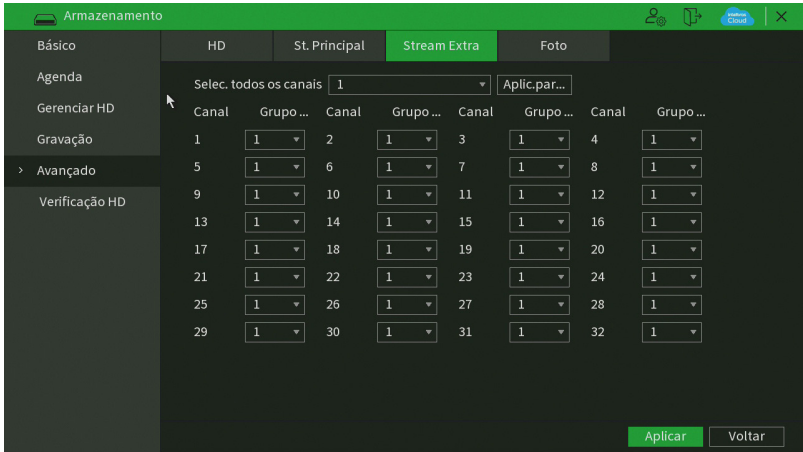 Armazenamento
intelbras Cloud
Básico
Agenda
Gerenciar HD
Gravação
> Avançado
Verificação HD
HD St. Principal Stream Extra Foto
Selec. todos os canais 1 Aplic.par...
Canal Grupo ... Canal Grupo ... Canal Grupo ... Canal Grupo ...
1 1 2 1 3 1 4 1
5 1 6 1 7 1 8 1
9 1 10 1 11 1 12 1
13 1 14 1 15 1 16 1
17 1 18 1 19 1 20 1
21 1 22 1 23 1 24 1
25 1 26 1 27 1 28 1
29 1 30 1 31 1 32 1
Aplicar Voltar